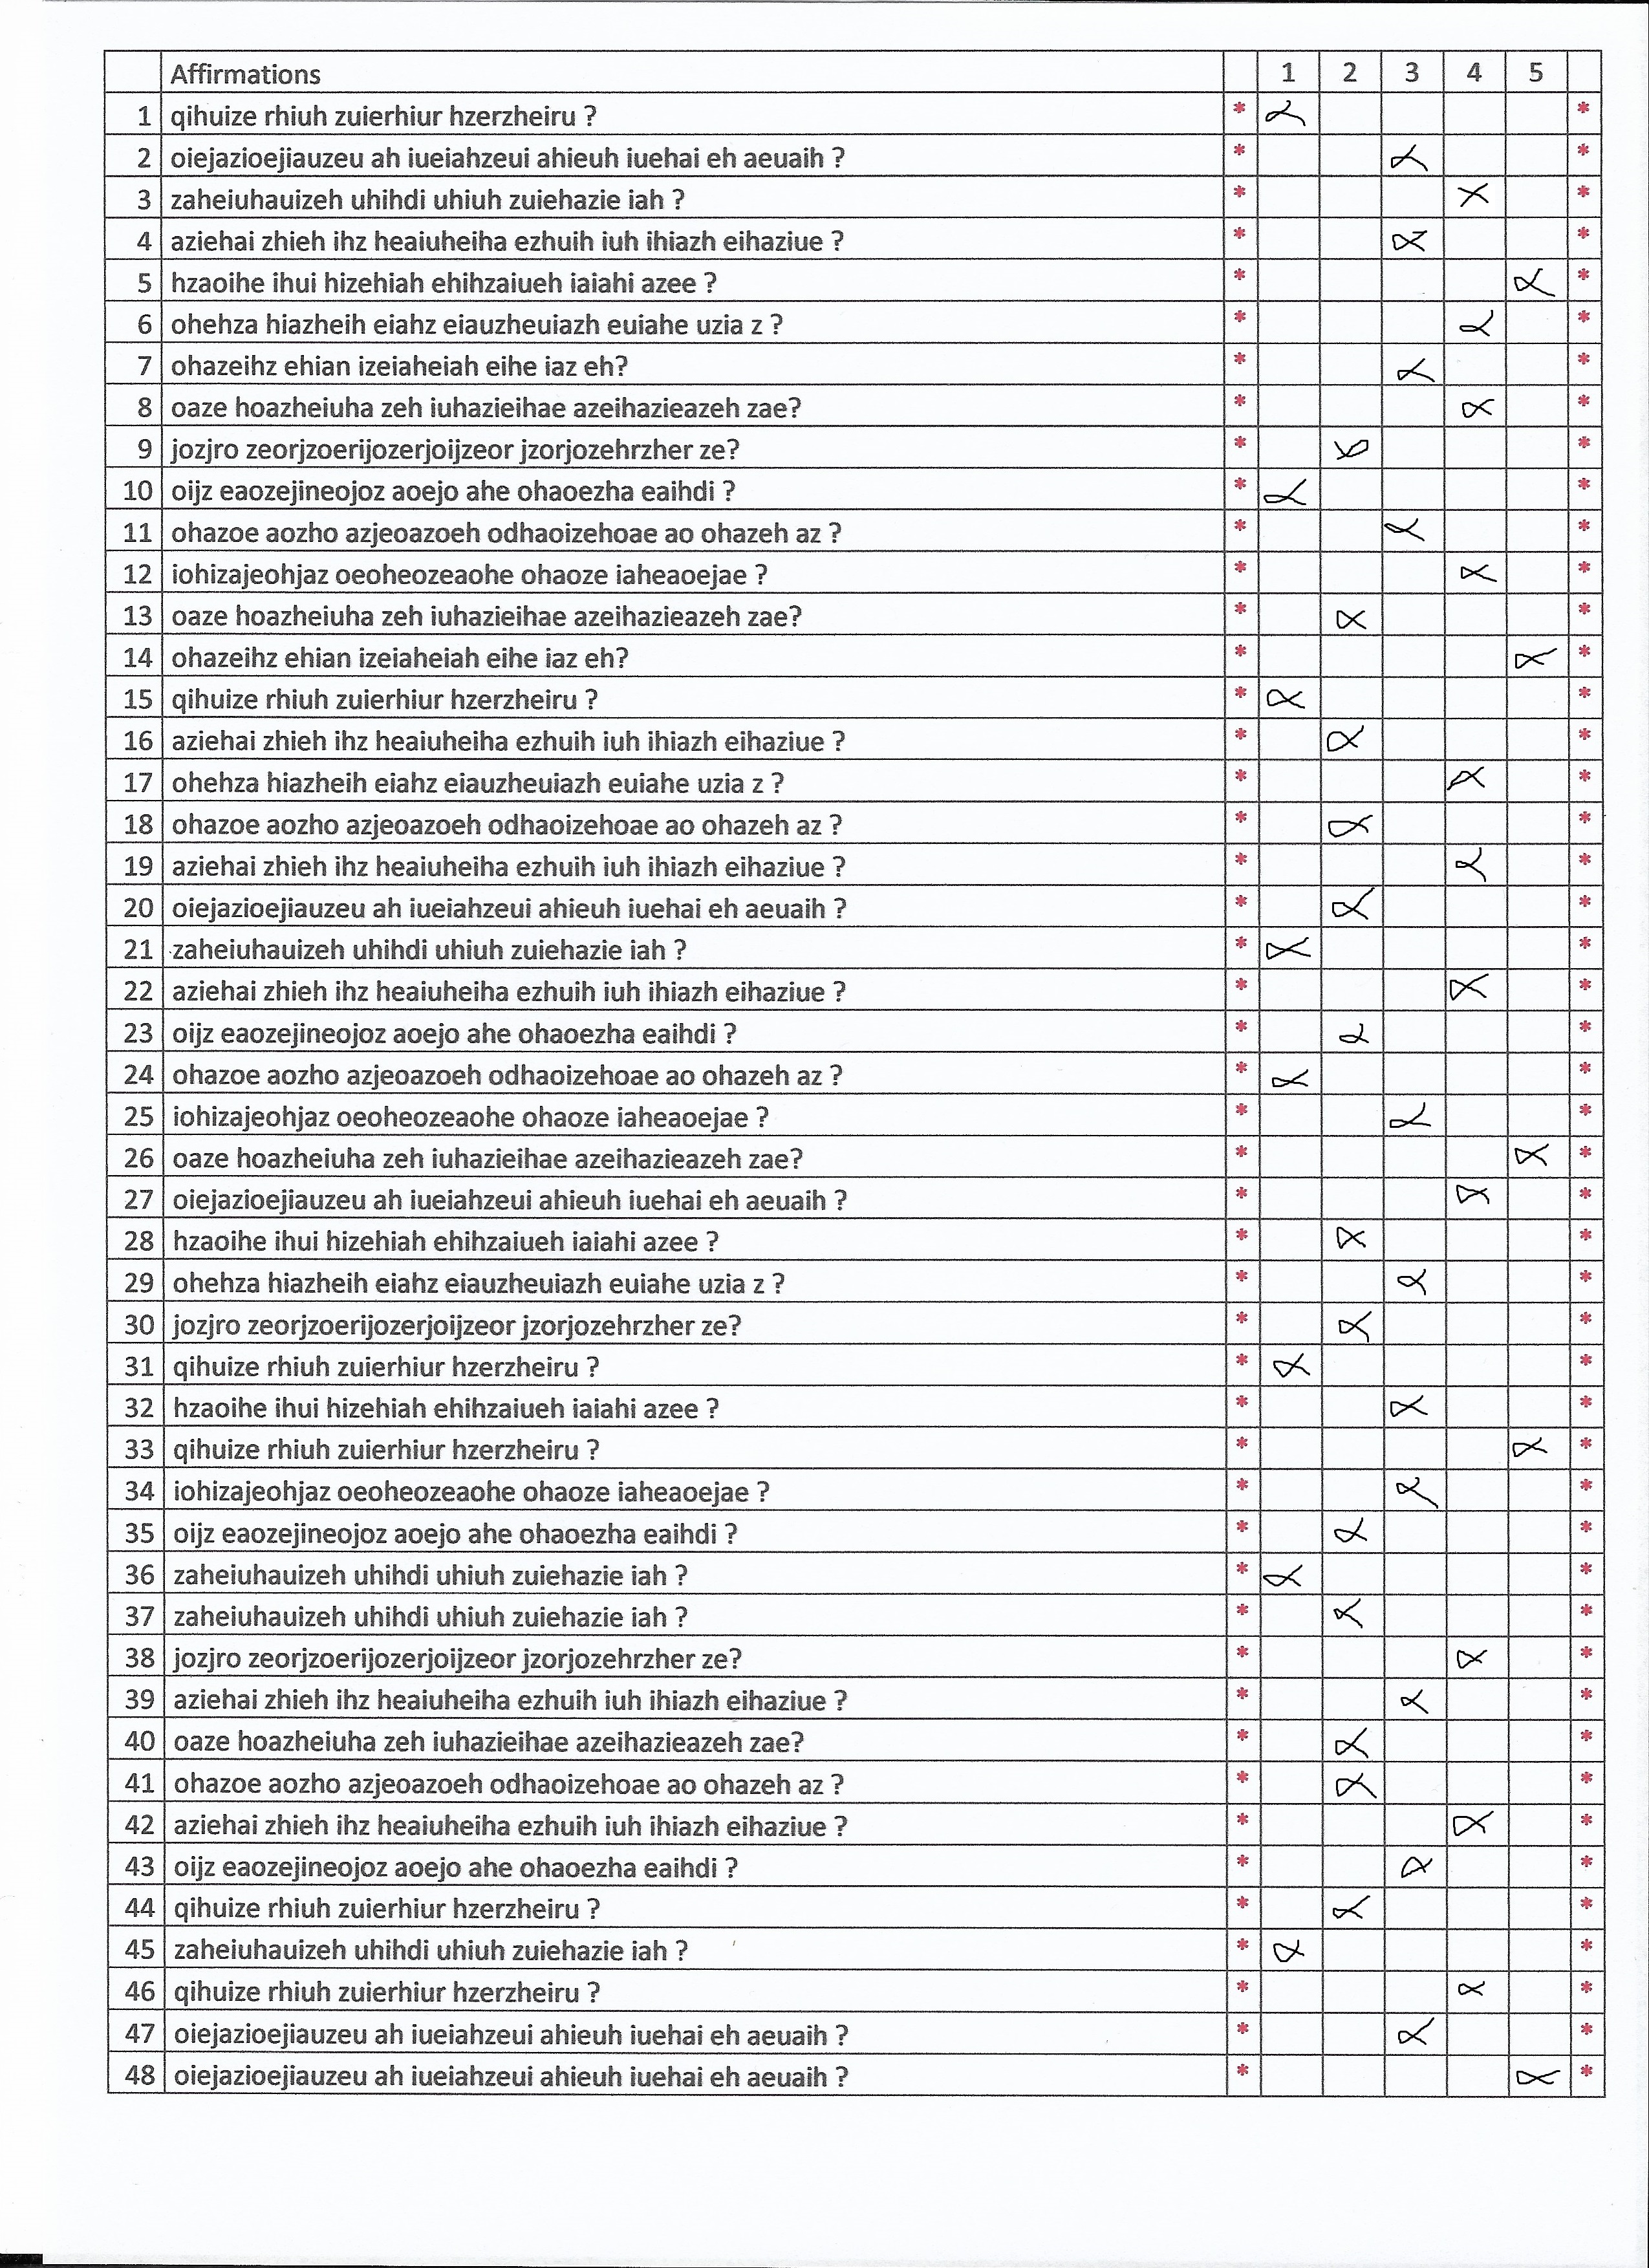 Affirmations 1 2 3 4 5
1 qihuize rhiuh zuierhiur hzerzheiru ? * *
2 oiejazioejiauzeu ah iueiahzeui ahieuh iuehai eh aeuaih ? * *
3 zaheiuhauizeh uhihdi uhiuh zuiehazie iah ? * *
4 aziehai zhieh ihz heaiuheiha ezhuih iuh ihiazh eihaziue ? * *
5 hzaoihe ihui hizehiah ehihzaiueh iaiahi azee ? * *
6 ohehza hiazheih eiahz eiauzheuiazh euiahe uzia z ? * *
7 ohazeihz ehian izeiaheiah eihe iaz eh? * *
8 oaze hoazheiuha zeh iuhazieihae azeihazieazeh zae? * *
9 jozjro zeorjzoerijozerjoijzeor jzorjozehrzher ze? * *
10 oijz eaozejineojoz aoejo ahe ohaoezha eaihdi ? * *
11 ohazoe aozho azjeoazoeh odhaoizehoae ao ohazeh az ? * *
12 iohizajeohjaz oeoheozeaohe ohaoze iaheaoejae ? * *
13 oaze hoazheiuha zeh iuhazieihae azeihazieazeh zae? * *
14 ohazeihz ehian izeiaheiah eihe iaz eh? * *
15 qihuize rhiuh zuierhiur hzerzheiru ? * *
16 aziehai zhieh ihz heaiuheiha ezhuih iuh ihiazh eihaziue ? * *
17 ohehza hiazheih eiahz eiauzheuiazh euiahe uzia z ? * *
18 ohazoe aozho azjeoazoeh odhaoizehoae ao ohazeh az ? * *
19 aziehai zhieh ihz heaiuheiha ezhuih iuh ihiazh eihaziue ? * *
20 oiejazioejiauzeu ah iueiahzeui ahieuh iuehai eh aeuaih ? * *
21 zaheiuhauizeh uhihdi uhiuh zuiehazie iah ? * *
22 aziehai zhieh ihz heaiuheiha ezhuih iuh ihiazh eihaziue ? * *
23 oijz eaozejineojoz aoejo ahe ohaoezha eaihdi ? * *
24 ohazoe aozho azjeoazoeh odhaoizehoae ao ohazeh az ? * *
25 iohizajeohjaz oeoheozeaohe ohaoze iaheaoejae ? * *
26 oaze hoazheiuha zeh iuhazieihae azeihazieazeh zae? * *
27 oiejazioejiauzeu ah iueiahzeui ahieuh iuehai eh aeuaih ? * *
28 hzaoihe ihui hizehiah ehihzaiueh iaiahi azee ? * *
29 ohehza hiazheih eiahz eiauzheuiazh euiahe uzia z ? * *
30 jozjro zeorjzoerijozerjoijzeor jzorjozehrzher ze? * *
31 qihuize rhiuh zuierhiur hzerzheiru ? * *
32 hzaoihe ihui hizehiah ehihzaiueh iaiahi azee ? * *
33 qihuize rhiuh zuierhiur hzerzheiru ? * *
34 iohizajeohjaz oeoheozeaohe ohaoze iaheaoejae ? * *
35 oijz eaozejineojoz aoejo ahe ohaoezha eaihdi ? * *
36 zaheiuhauizeh uhihdi uhiuh zuiehazie iah ? * *
37 zaheiuhauizeh uhihdi uhiuh zuiehazie iah ? * *
38 jozjro zeorjzoerijozerjoijzeor jzorjozehrzher ze? * *
39 aziehai zhieh ihz heaiuheiha ezhuih iuh ihiazh eihaziue ? * *
40 oaze hoazheiuha zeh iuhazieihae azeihazieazeh zae? * *
41 ohazoe aozho azjeoazoeh odhaoizehoae ao ohazeh az ? * *
42 aziehai zhieh ihz heaiuheiha ezhuih iuh ihiazh eihaziue ? * *
43 oijz eaozejineojoz aoejo ahe ohaoezha eaihdi ? * *
44 qihuize rhiuh zuierhiur hzerzheiru ? * *
45 zaheiuhauizeh uhihdi uhiuh zuiehazie iah ? * *
46 qihuize rhiuh zuierhiur hzerzheiru ? * *
47 oiejazioejiauzeu ah iueiahzeui ahieuh iuehai eh aeuaih ? * *
48 oiejazioejiauzeu ah iueiahzeui ahieuh iuehai eh aeuaih ? * *